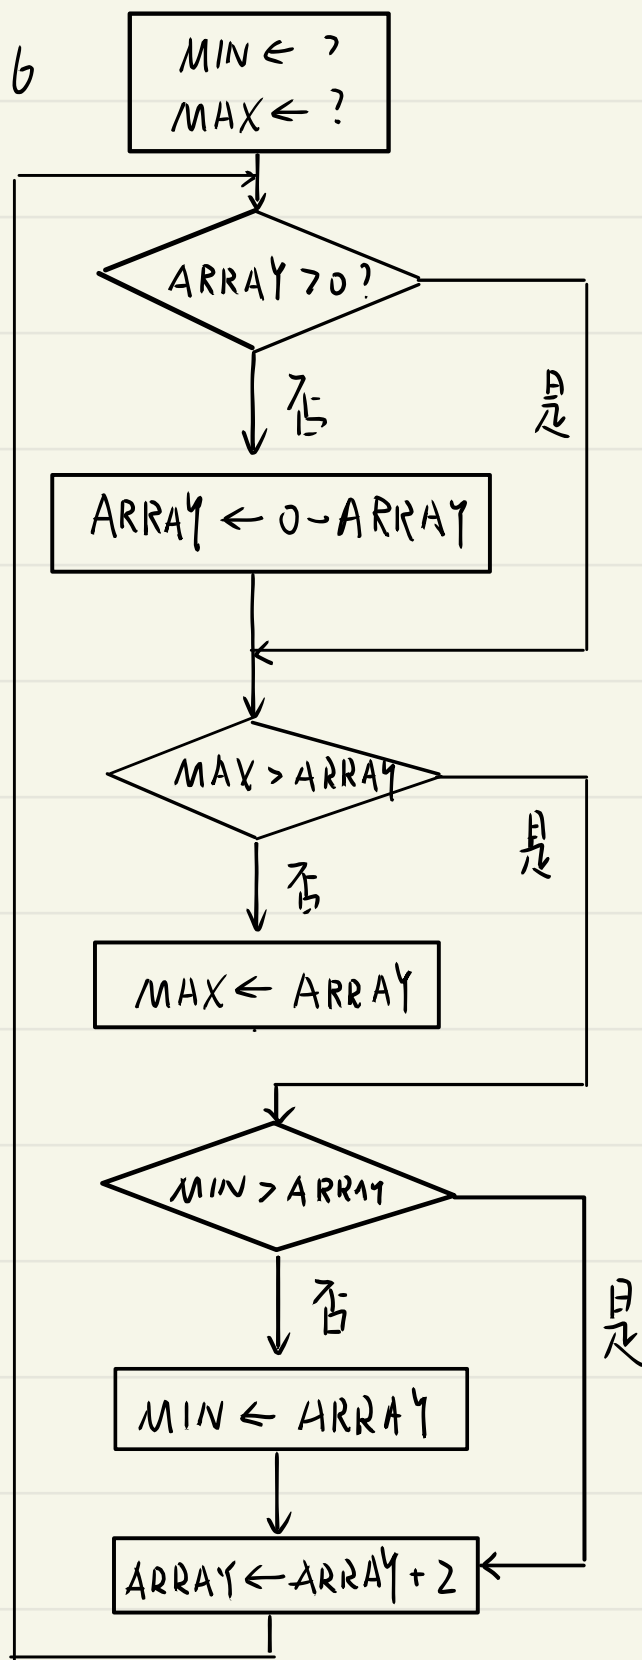 6
MIN ← ?
MAX ← ?
ARRAY > 0 ?
否
是
ARRAY ← 0 - ARRAY
MAX > ARRAY
是
否
MAX ← ARRAY
MIN > ARRAY
否
是
MIN ← ARRAY
ARRAY ← ARRAY + 2